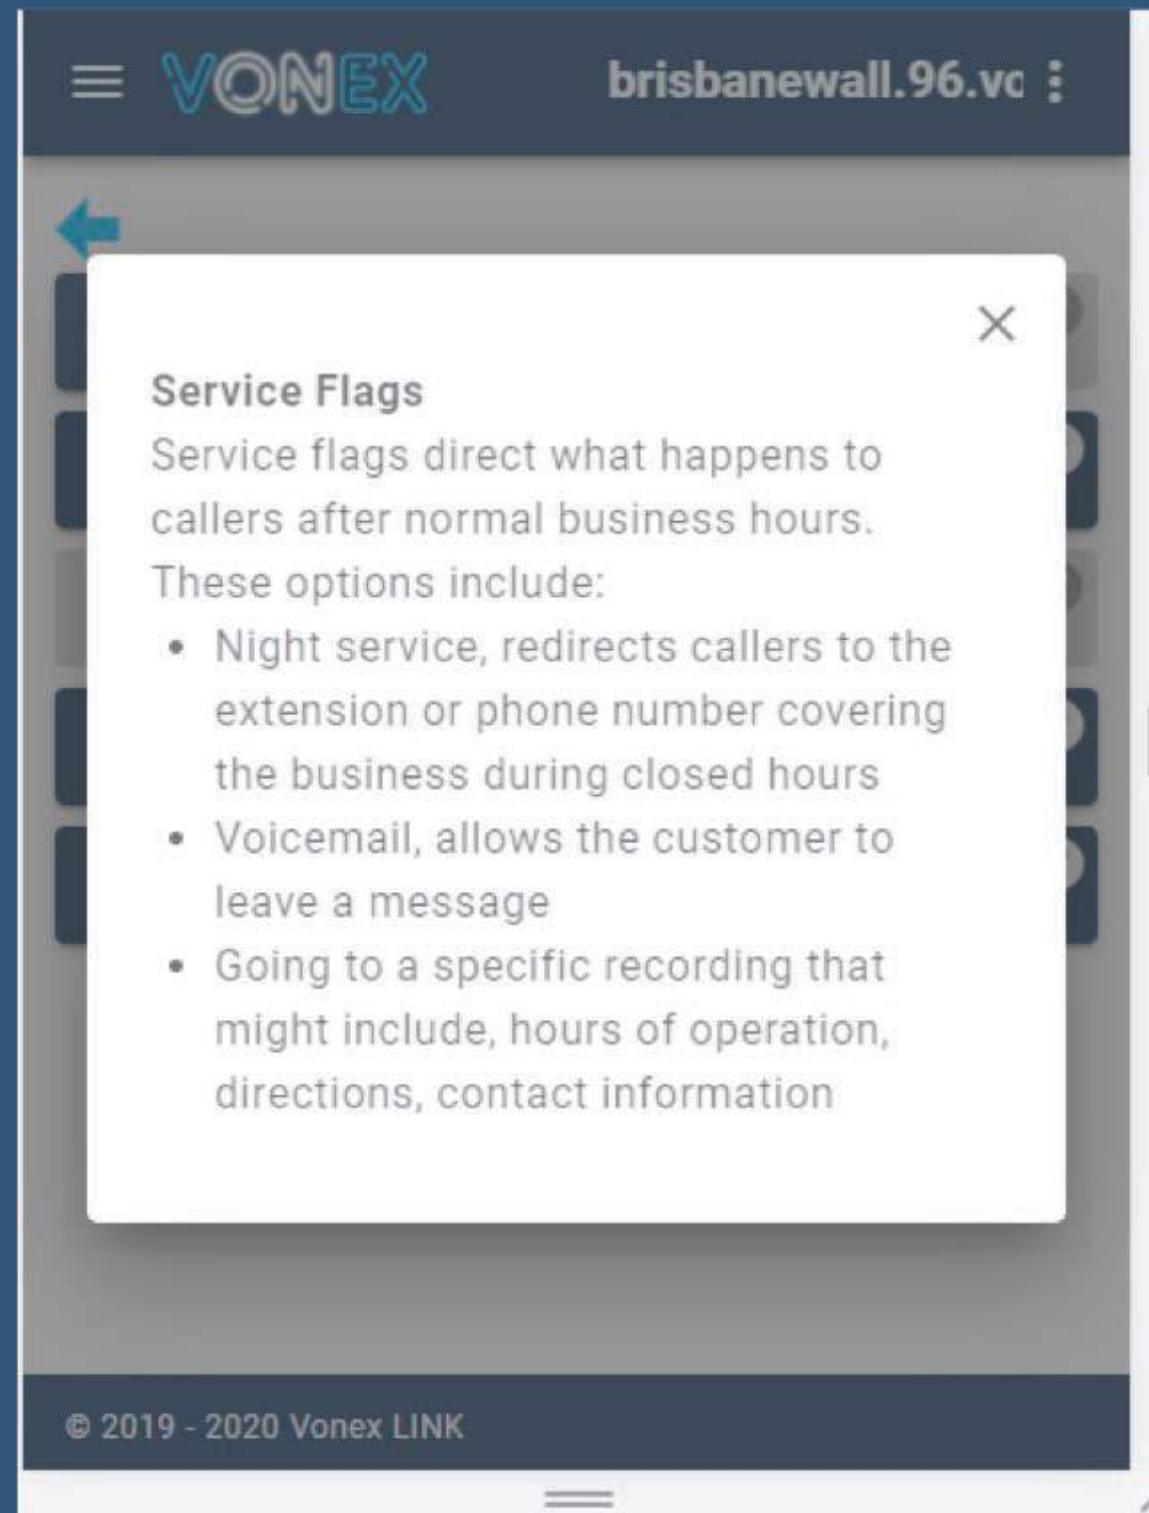 VONEX
brisbanewall.96.vc
Service Flags
Service flags direct what happens to
callers after normal business hours.
These options include:
• Night service, redirects callers to the
extension or phone number covering
the business during closed hours
• Voicemail, allows the customer to
leave a message
• Going to a specific recording that
might include, hours of operation,
directions, contact information
© 2019 - 2020 Vonex LINK